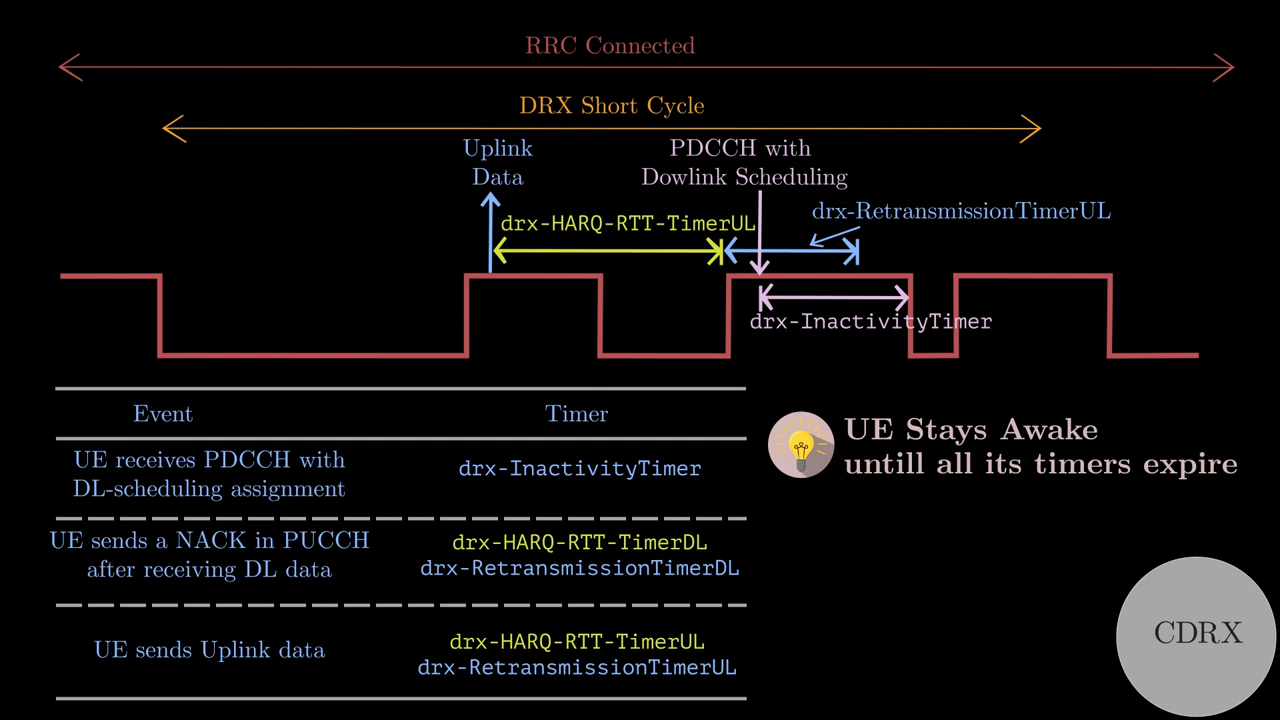 RRC Connected
DRX Short Cycle
Uplink
Data
PDCCH with
Dowlink Scheduling
drx-HARQ-RTT-TimerUL
drx-RetransmissionTimerUL
drx-InactivityTimer
Event
Timer
UE receives PDCCH with
DL-scheduling assignment
drx-InactivityTimer
UE sends a NACK in PUCCH
after receiving DL data
drx-HARQ-RTT-TimerDL
drx-RetransmissionTimerDL
UE sends Uplink data
drx-HARQ-RTT-TimerUL
drx-RetransmissionTimerUL
UE Stays Awake
untill all its timers expire
CDRX